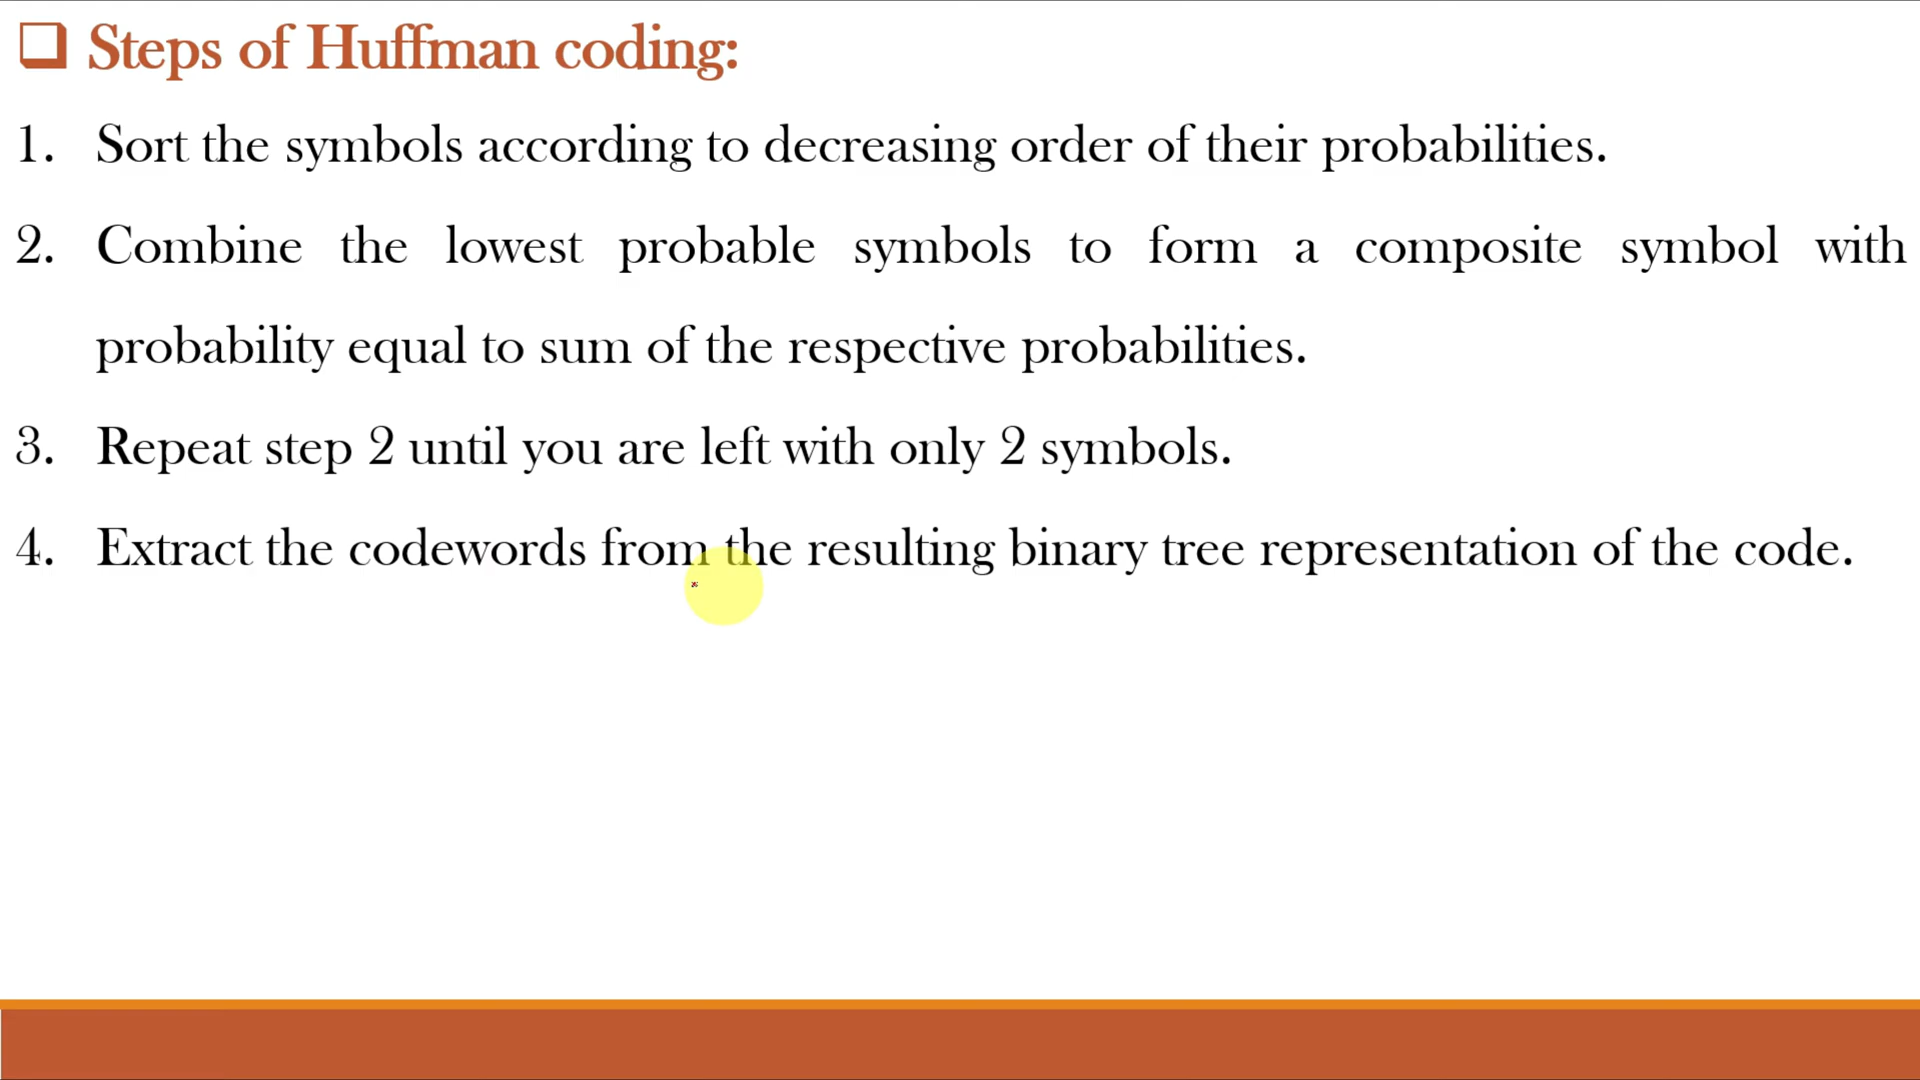 Steps of Huffman coding:
1. Sort the symbols according to decreasing order of their probabilities.
2. Combine the lowest probable symbols to form a composite symbol with
probability equal to sum of the respective probabilities.
3. Repeat step 2 until you are left with only 2 symbols.
4. Extract the codewords from the resulting binary tree representation of the code.